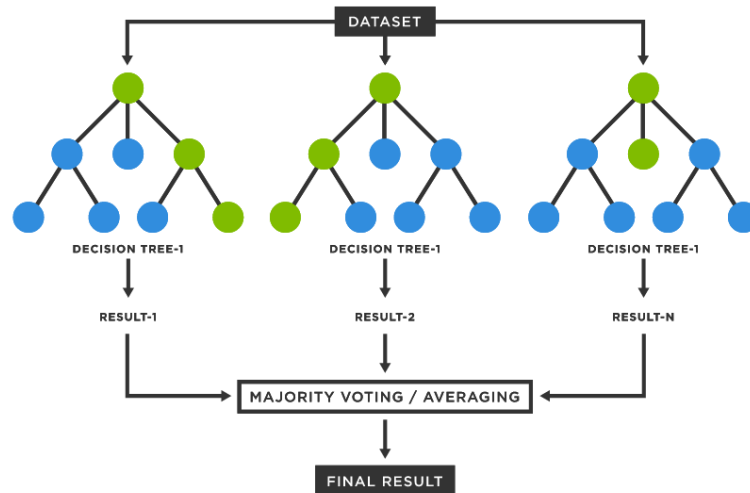 DATASET
DECISION TREE-1
DECISION TREE-1
DECISION TREE-1
RESULT-1
RESULT-2
RESULT-N
MAJORITY VOTING / AVERAGING
FINAL RESULT